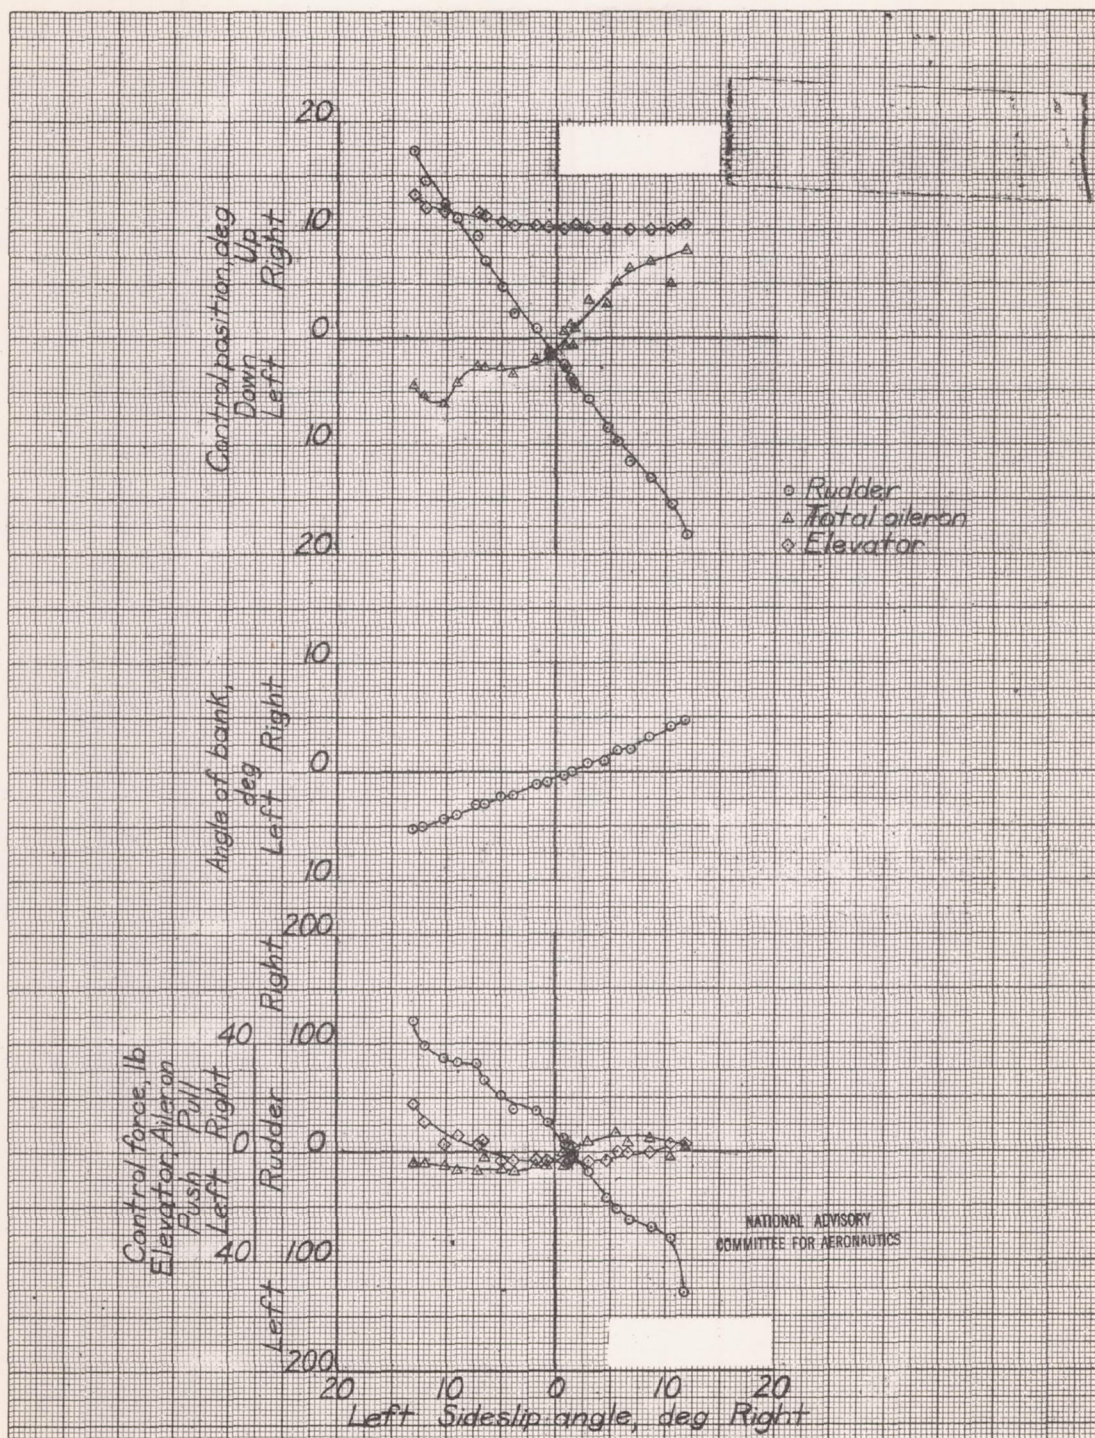 20
10
0
10
20
Control position, deg
Up
Right
Down
Left
o Rudder
△ Total aileron
◇ Elevator
10
0
10
Angle of bank,
deg
Right
Left
200
100
0
100
200
40
0
40
Control force, lb
Elevator, Aileron
Push Pull
Left Right
Left Rudder Right
NATIONAL ADVISORY
COMMITTEE FOR AERONAUTICS
20 10 0 10 20
Left Sideslip angle, deg Right